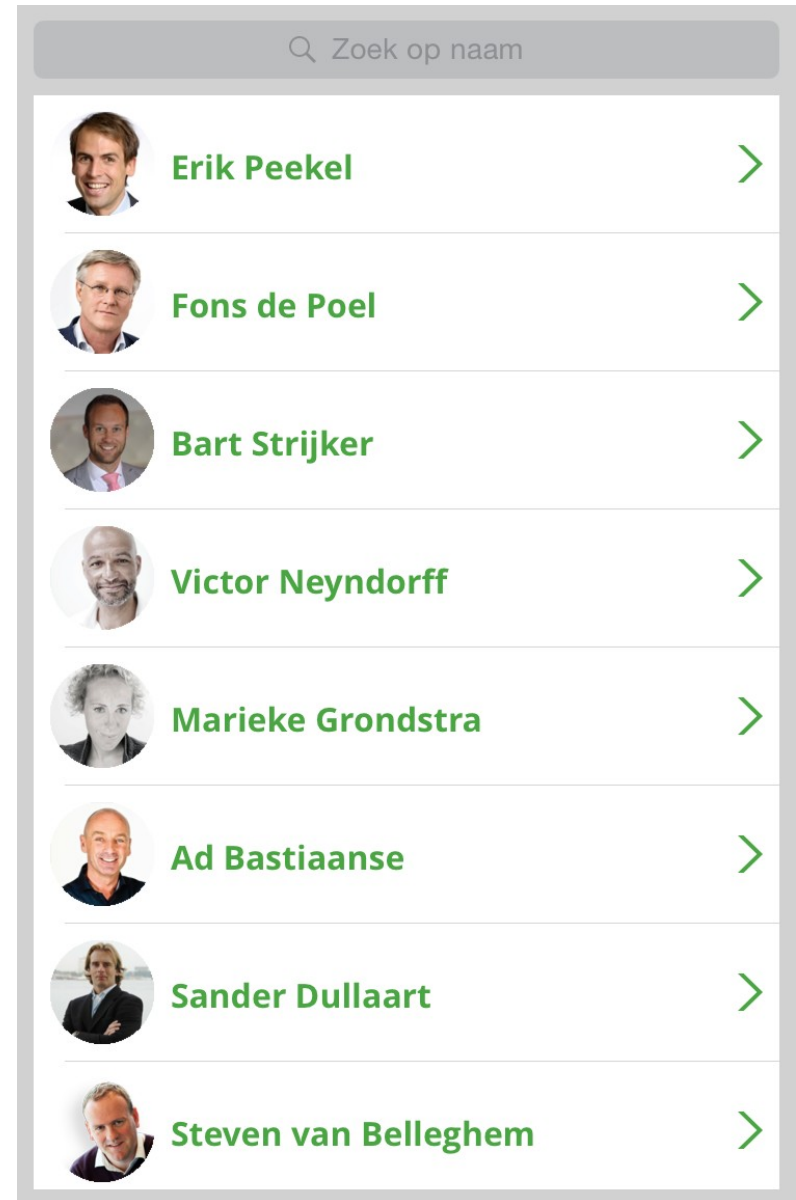 Zoek op naam
Erik Peekel
Fons de Poel
Bart Strijker
Victor Neyndorff
Marieke Grondstra
Ad Bastiaanse
Sander Dullaart
Steven van Belleghem